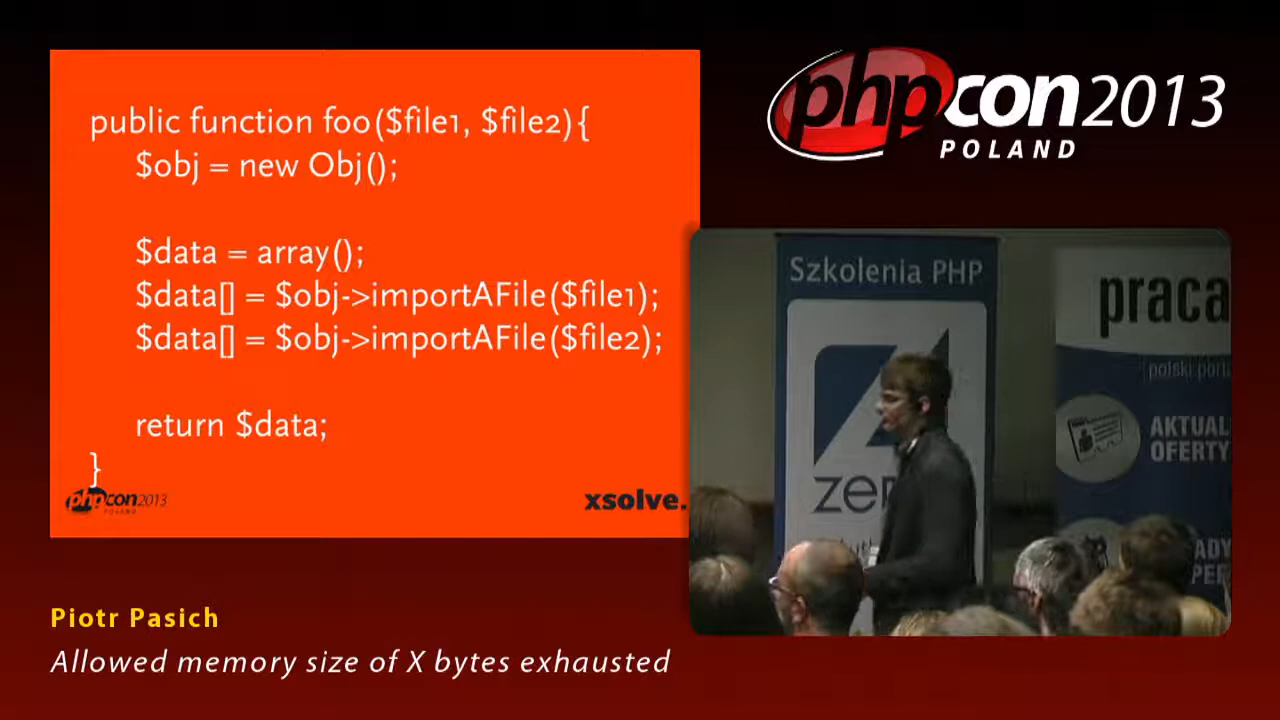 public function foo($file1, $file2){
$obj = new Obj();
$data = array();
$data[] = $obj->importAFile($file1);
$data[] = $obj->importAFile($file2);
return $data;
}
phpcon2013
POLAND
xsolve.
phpcon2013
POLAND
Szkolenia PHP
praca
polski
AKTUAL
OFERTY
Piotr Pasich
Allowed memory size of X bytes exhausted